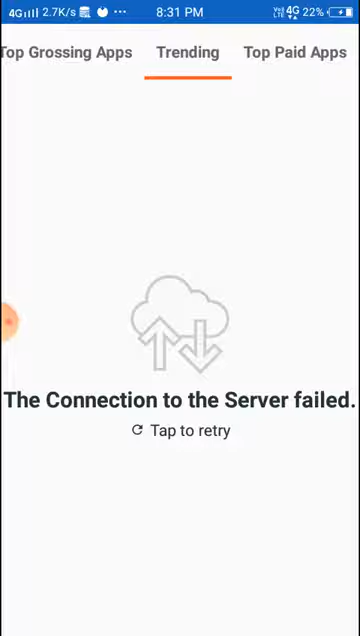 4G 2.7K/s ... 8:31 PM 4G 22%
Top Grossing Apps Trending Top Paid Apps
The Connection to the Server failed.
Tap to retry